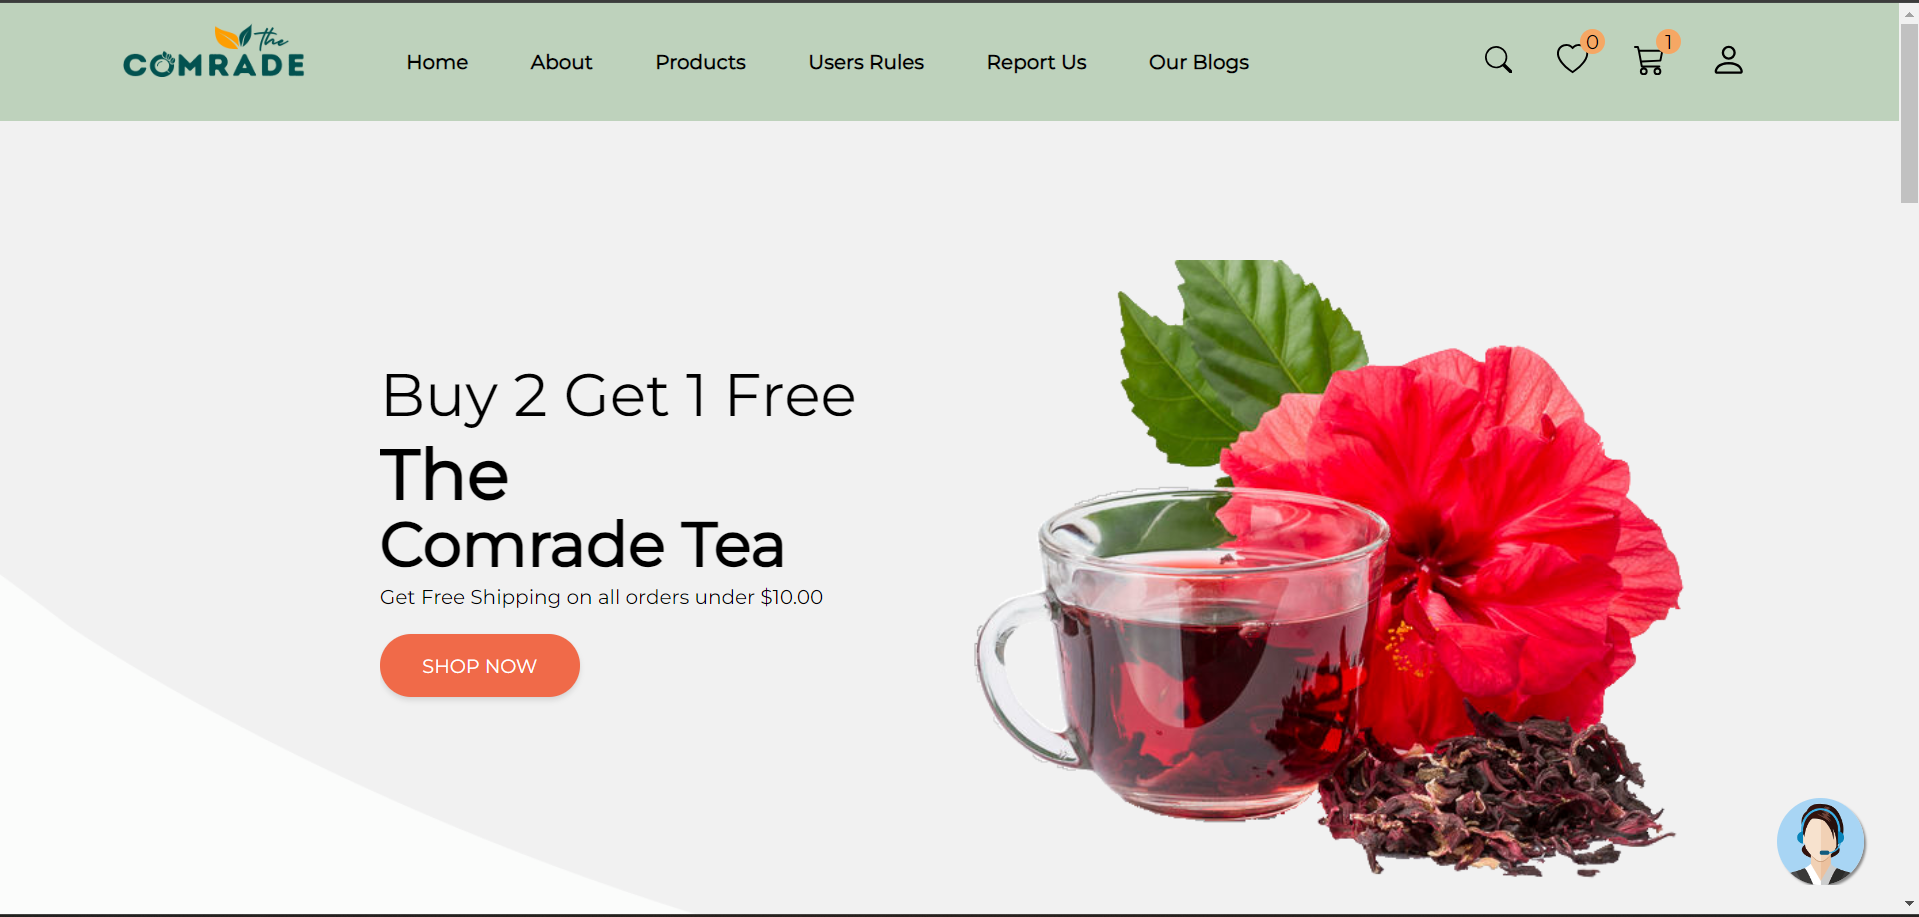 the
COMRADE
Home
About
Products
Users Rules
Report Us
Our Blogs
0
1
Buy 2 Get 1 Free
The
Comrade Tea
Get Free Shipping on all orders under $10.00
SHOP NOW